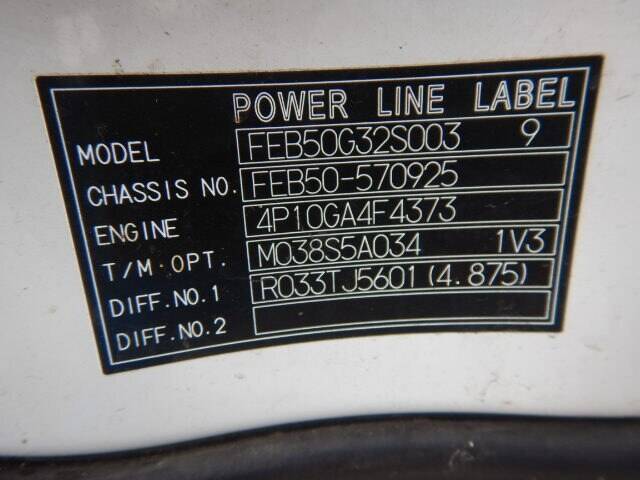 POWER LINE LABEL
MODEL FEB50G32S003 9
CHASSIS NO. FEB50-570925
ENGINE 4P10GA4F4373
T/M·OPT. M038S5A034 1V3
DIFF.NO.1 R033TJ5601(4.875)
DIFF.NO.2